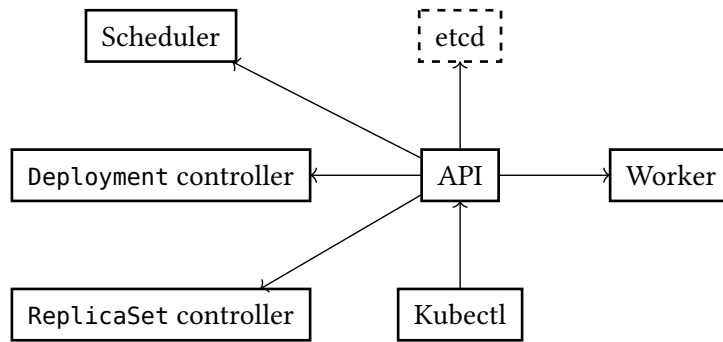 Scheduler
etcd
Deployment controller
API
Worker
ReplicaSet controller
Kubectl